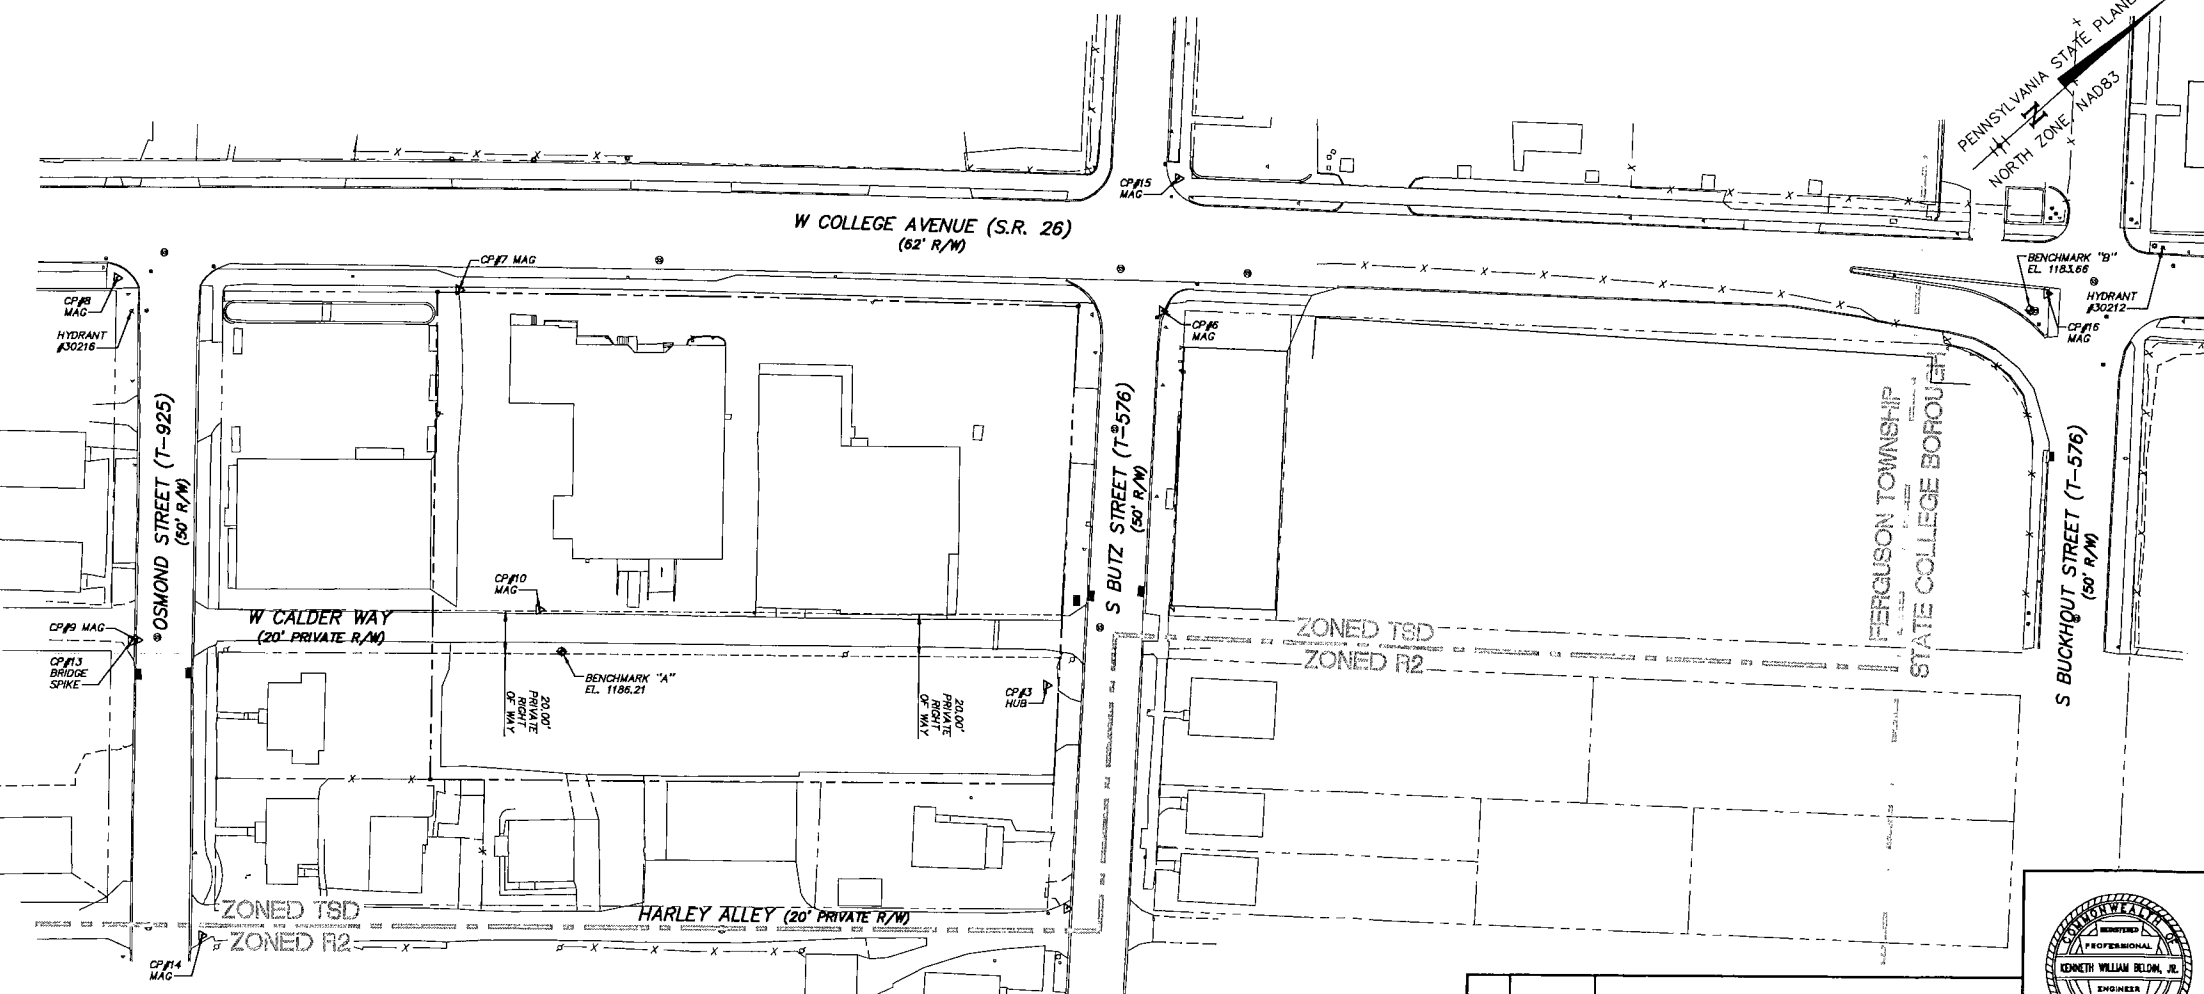 PENNSYLVANIA STATE PLANE
N
NORTH ZONE, NAD83
CP#15
MAG
W COLLEGE AVENUE (S.R. 26)
(62' R/W)
CP#7 MAG
CP#8
MAG
HYDRANT
#30216
CP#6
MAG
BENCHMARK "B"
EL. 1183.66
HYDRANT
#30212
CP#16
MAG
OSMOND STREET (T-925)
(50' R/W)
S BUTZ STREET (T-576)
(50' R/W)
FERGUSON TOWNSHIP
STATE COLLEGE BOROUGH
S BUCKHOUT STREET (T-576)
(50' R/W)
CP#10
MAG
W CALDER WAY
(20' PRIVATE R/W)
CP#9 MAG
CP#13
BRIDGE
SPIKE
BENCHMARK "A"
EL. 1186.21
20.00'
PRIVATE
RIGHT
OF WAY
20.00'
PRIVATE
RIGHT
OF WAY
CP#3
HUB
ZONED TSD
ZONED R2
ZONED TSD
ZONED R2
HARLEY ALLEY (20' PRIVATE R/W)
CP#14
MAG
COMMONWEALTH OF
REGISTERED
PROFESSIONAL
KENNETH WILLIAM BELDIN, JR.
ENGINEER